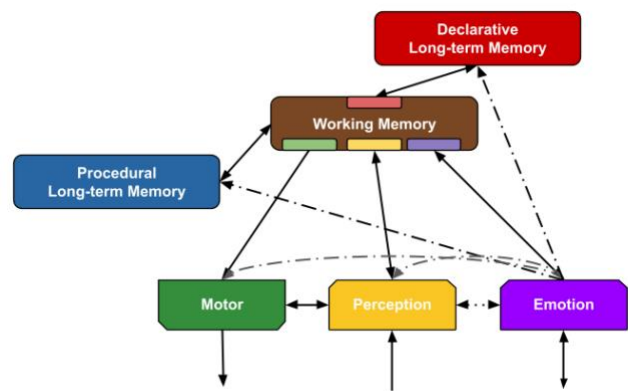 Declarative
Long-term Memory
Working Memory
Procedural
Long-term Memory
Motor
Perception
Emotion